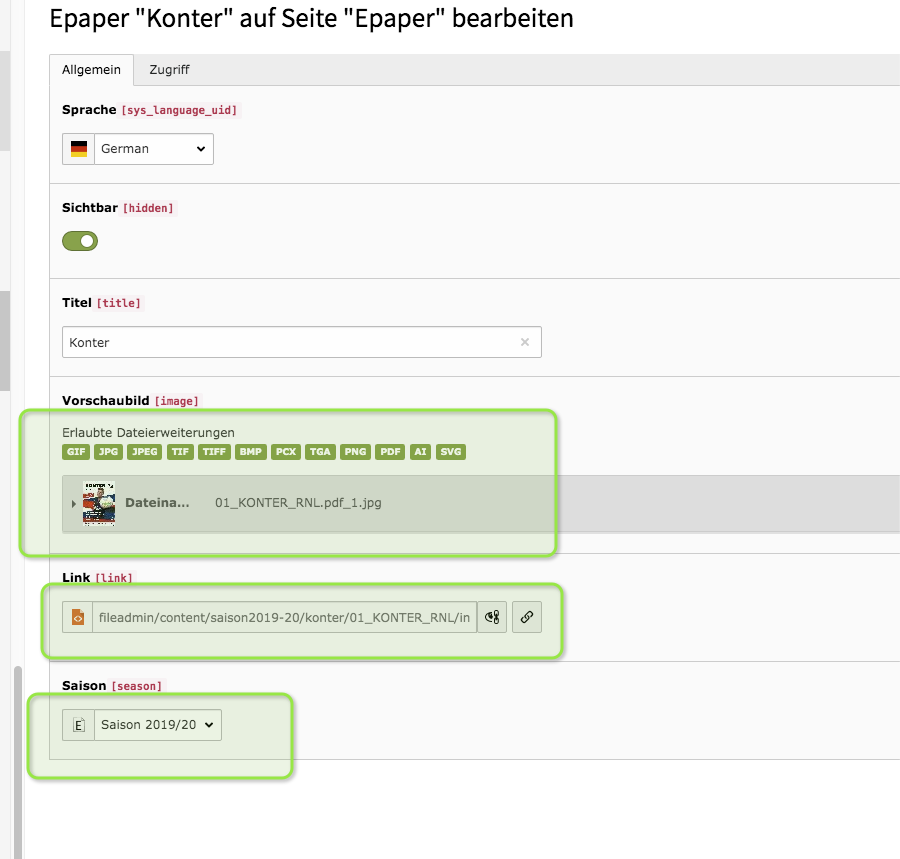 Epaper "Konter" auf Seite "Epaper" bearbeiten
Allgemein Zugriff
Sprache [sys_language_uid]
German
Sichtbar [hidden]
Titel [title]
Konter
Vorschaubild [image]
Erlaubte Dateierweiterungen
GIF JPG JPEG TIF TIFF BMP PCX TGA PNG PDF AI SVG
Dateina... 01_KONTER_RNL.pdf_1.jpg
Link [link]
fileadmin/content/saison2019-20/konter/01_KONTER_RNL/in
Saison [season]
E Saison 2019/20